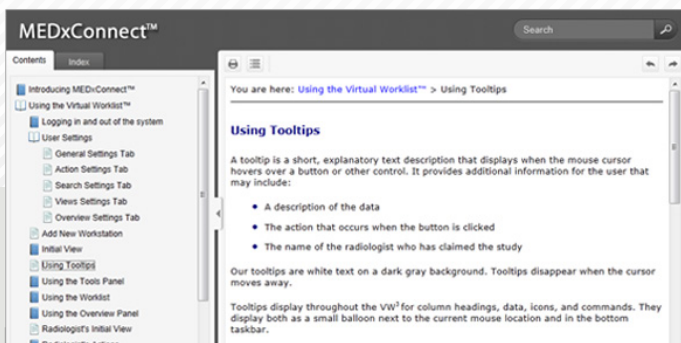 MEDxConnect™
Search
Contents
Index
Introducing MEDxConnect™
Using the Virtual Worklist™
Logging in and out of the system
User Settings
General Settings Tab
Action Settings Tab
Search Settings Tab
Views Settings Tab
Overview Settings Tab
Add New Workstation
Initial View
Using Tooltips
Using the Tools Panel
Using the Worklist
Using the Overview Panel
Radiologist's Initial View
You are here: Using the Virtual Worklist™ > Using Tooltips
Using Tooltips
A tooltip is a short, explanatory text description that displays when the mouse cursor
hovers over a button or other control. It provides additional information for the user that
may include:
• A description of the data
• The action that occurs when the button is clicked
• The name of the radiologist who has claimed the study
Our tooltips are white text on a dark gray background. Tooltips disappear when the cursor
moves away.
Tooltips display throughout the VW³ for column headings, data, icons, and commands. They
display both as a small balloon next to the current mouse location and in the bottom
taskbar.